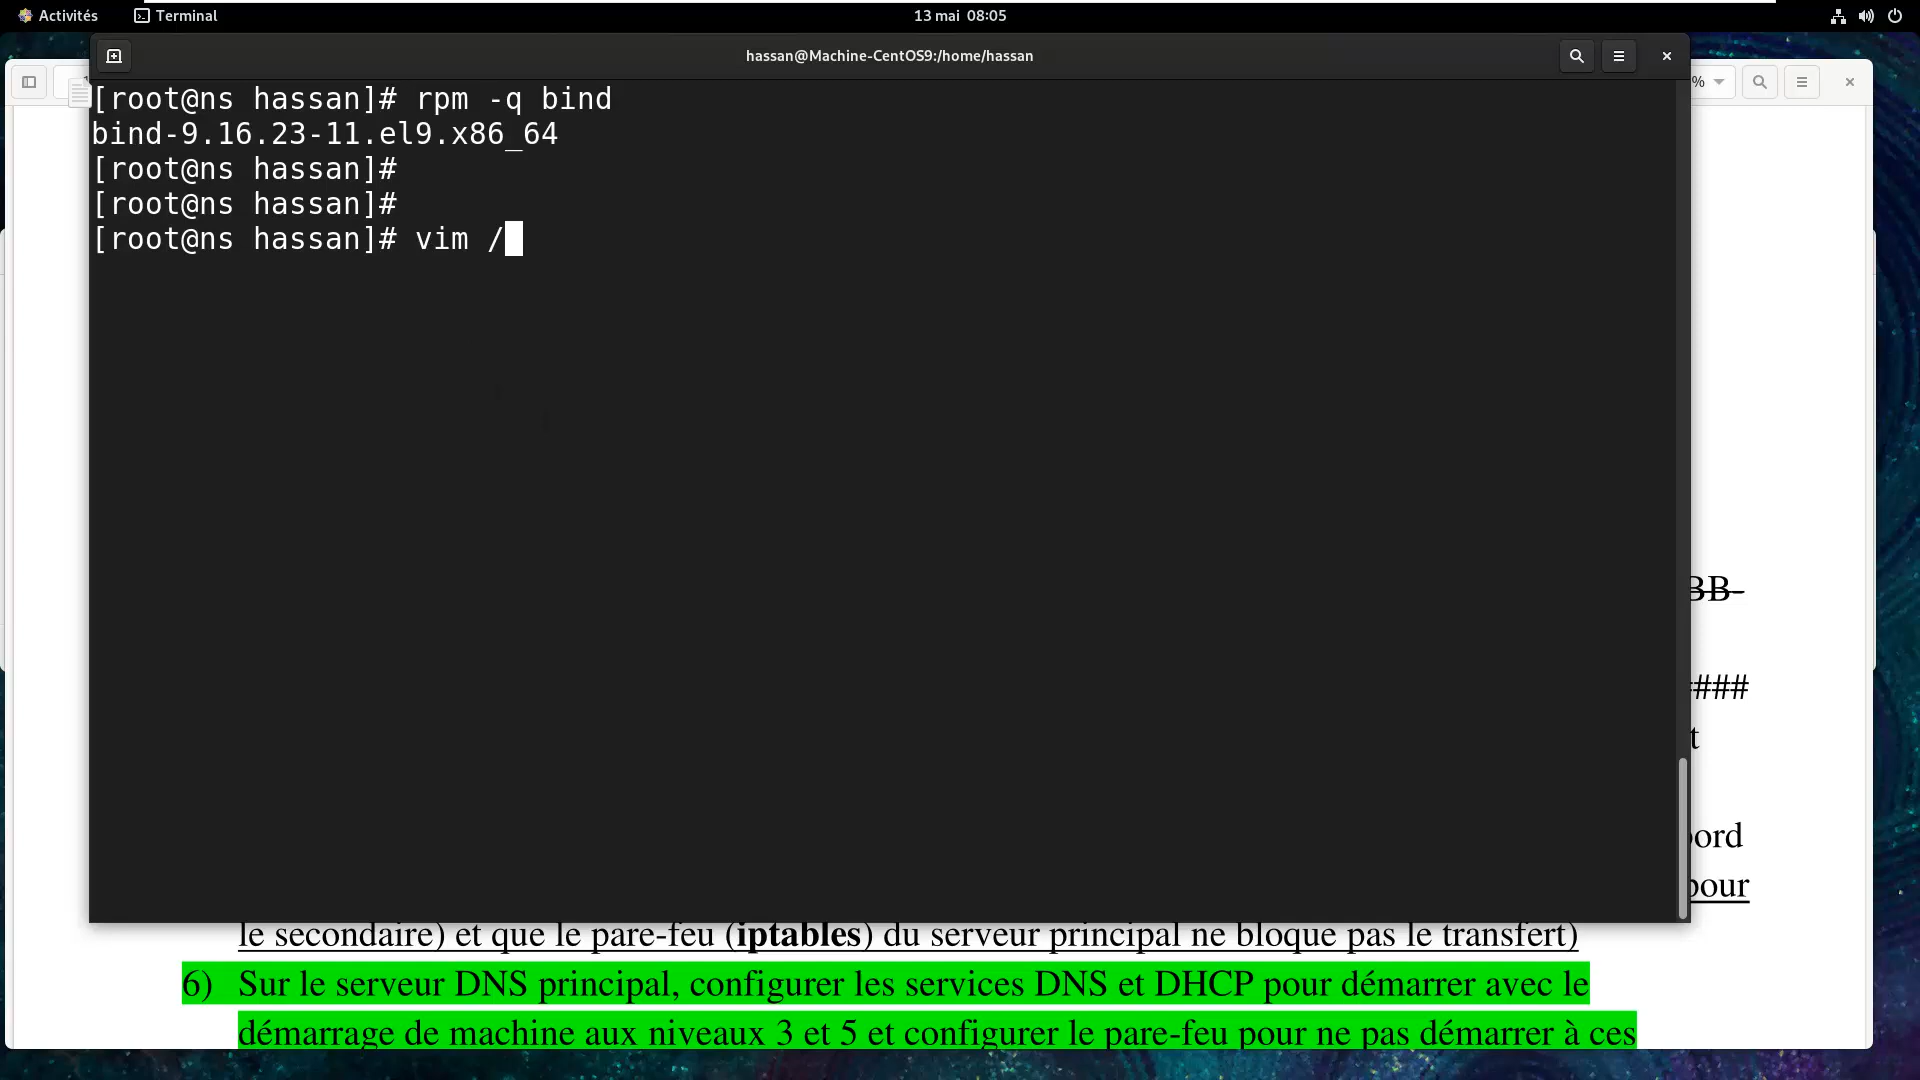 Activités
Terminal
13 mai 08:05
hassan@Machine-CentOS9:/home/hassan
%
[root@ns hassan]# rpm -q bind
bind-9.16.23-11.el9.x86_64
[root@ns hassan]#
[root@ns hassan]#
[root@ns hassan]# vim /
BB-
####
t
ord
pour
le secondaire) et que le pare-feu (iptables) du serveur principal ne bloque pas le transfert)
6) Sur le serveur DNS principal, configurer les services DNS et DHCP pour démarrer avec le
démarrage de machine aux niveaux 3 et 5 et configurer le pare-feu pour ne pas démarrer à ces